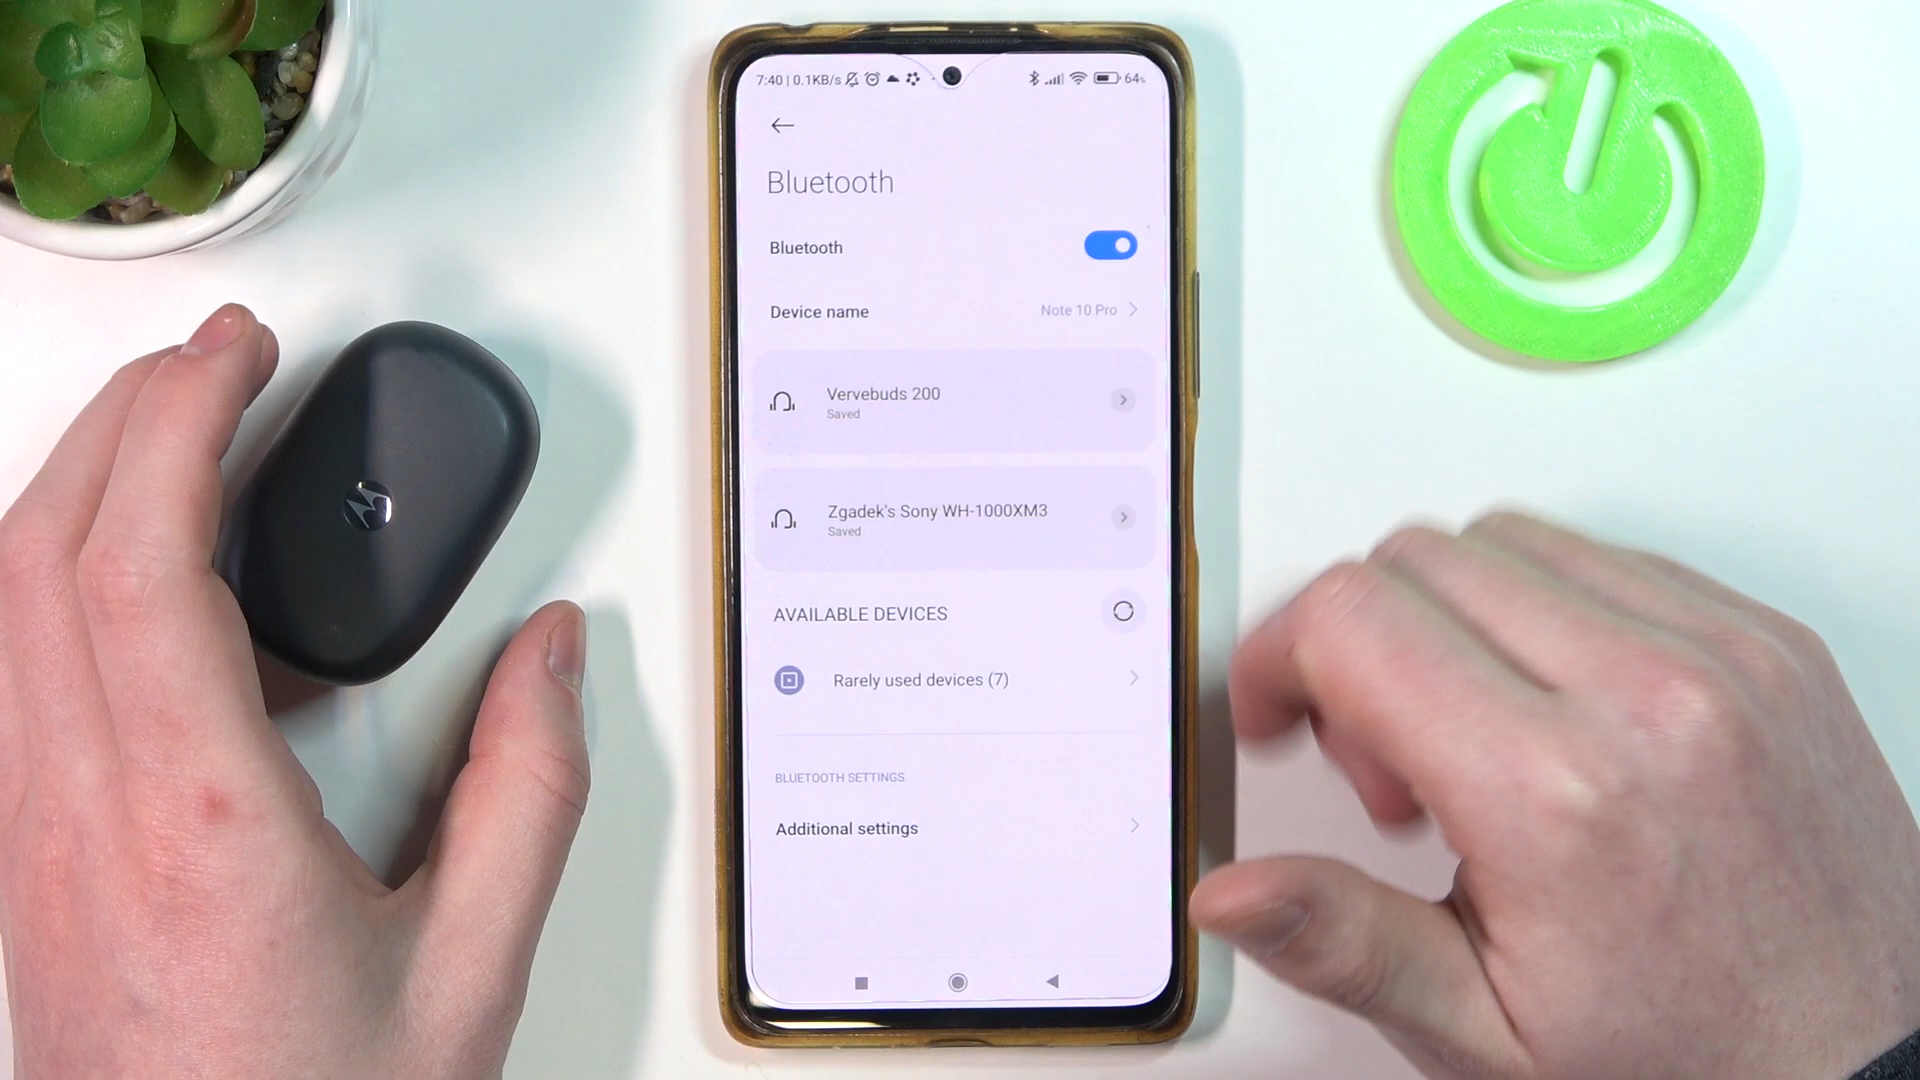 7:40 | 0.1KB/s 64%
Bluetooth
Bluetooth
Device name Note 10 Pro
Vervebuds 200
Saved
Zgadek's Sony WH-1000XM3
Saved
AVAILABLE DEVICES
Rarely used devices (7)
BLUETOOTH SETTINGS
Additional settings